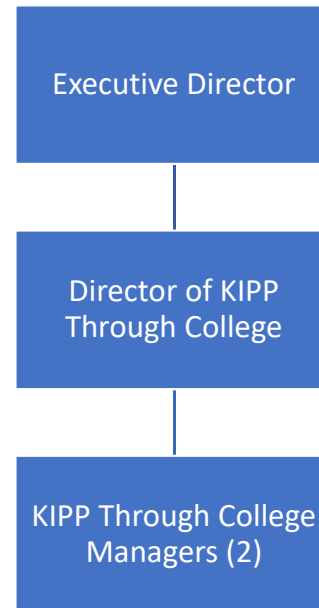 Executive Director
Director of KIPP
Through College
KIPP Through College
Managers (2)